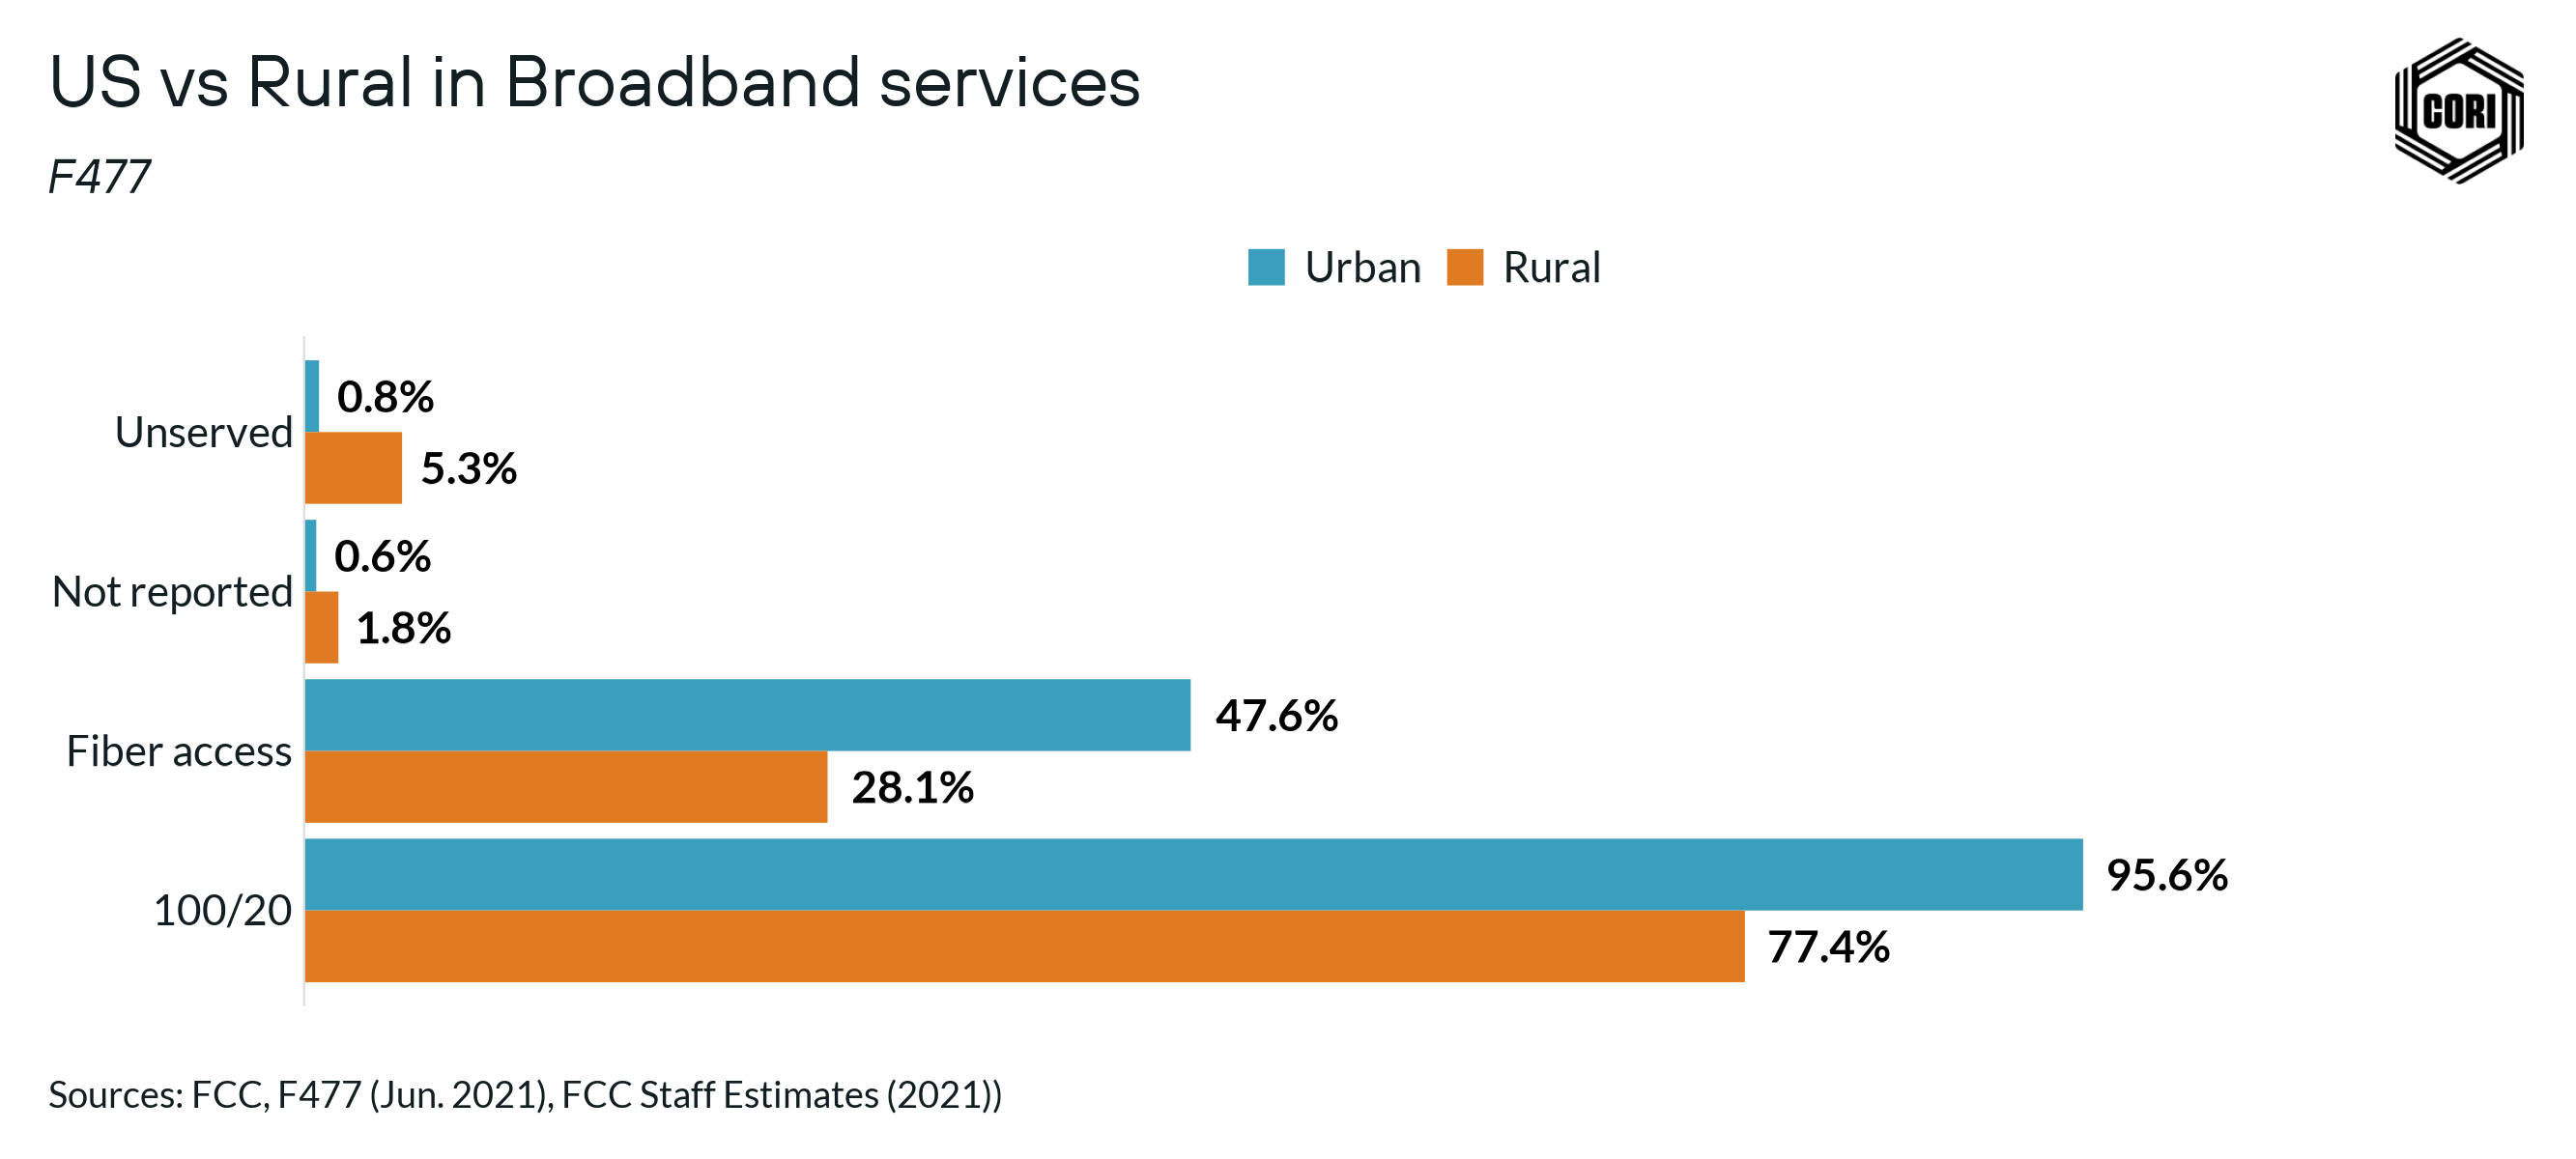 US vs Rural in Broadband services
CORI
F477
Urban Rural
Unserved
0.8%
5.3%
Not reported
0.6%
1.8%
Fiber access
47.6%
28.1%
100/20
95.6%
77.4%
Sources: FCC, F477 (Jun. 2021), FCC Staff Estimates (2021))